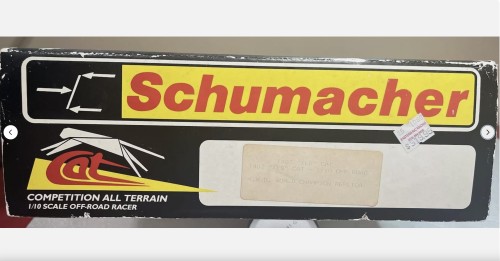 Schumacher
Cat
COMPETITION ALL TERRAIN
1/10 SCALE OFF-ROAD RACER